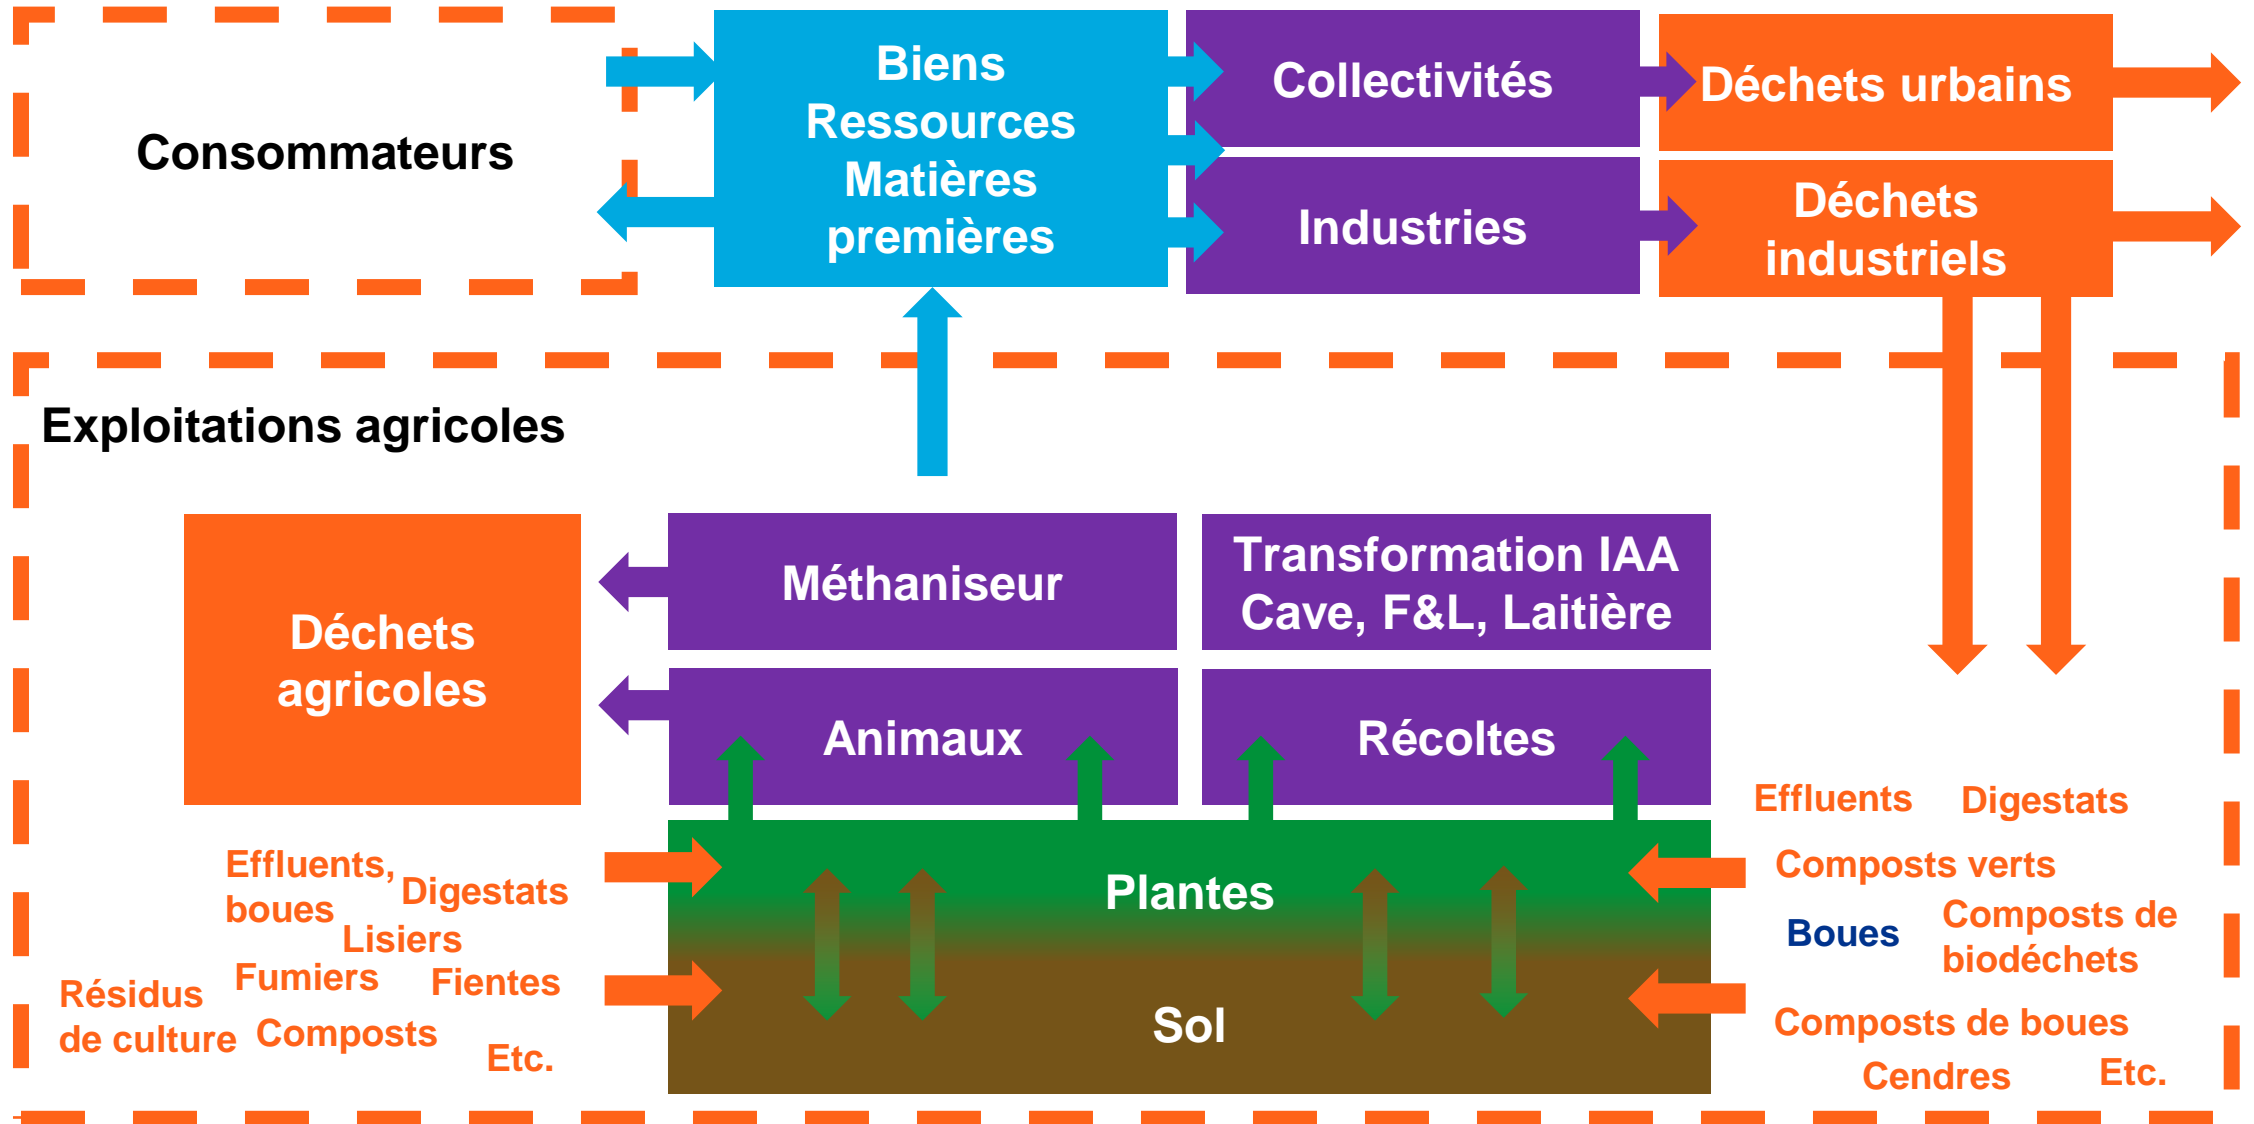 Consommateurs
Biens
Ressources
Matières
premières
Collectivités
Industries
Déchets urbains
Déchets
industriels
Exploitations agricoles
Déchets
agricoles
Méthaniseur
Transformation IAA
Cave, F&L, Laitière
Animaux
Récoltes
Plantes
Sol
Effluents,
boues
Digestats
Lisiers
Fumiers
Fientes
Résidus
de culture
Composts
Etc.
Effluents
Digestats
Composts verts
Boues
Composts de
biodéchets
Composts de boues
Cendres
Etc.